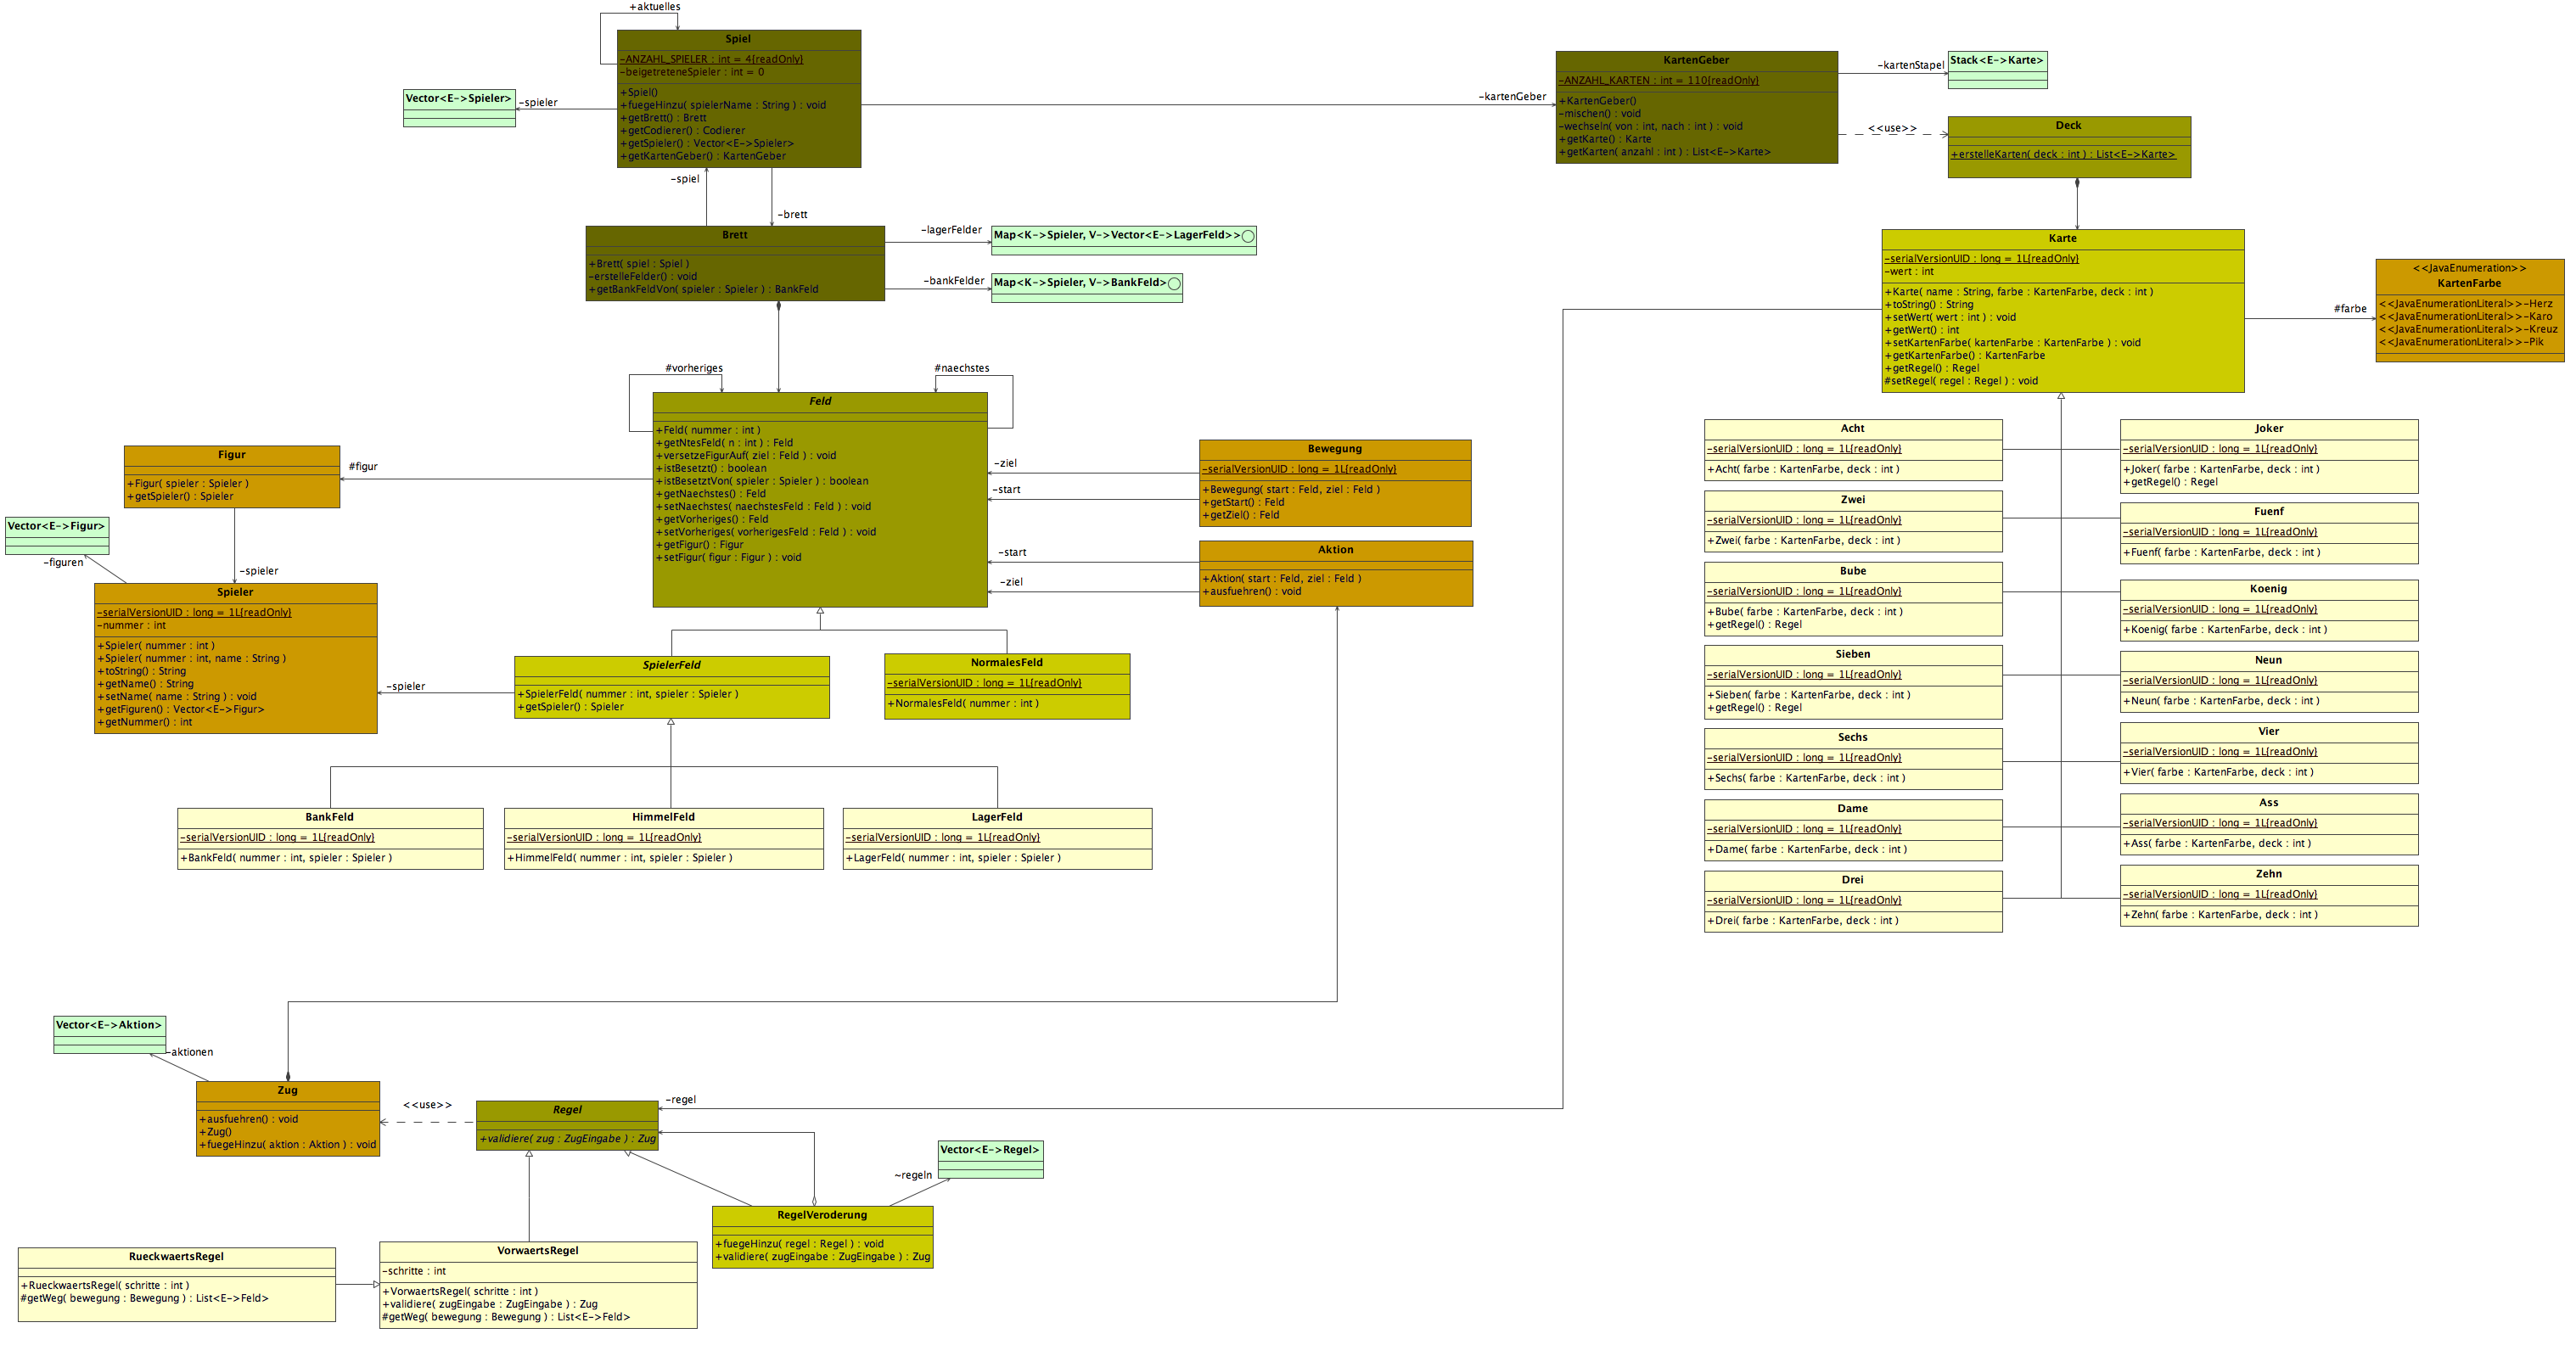 +aktuelles
Spiel
-ANZAHL_SPIELER : int = 4{readOnly}
-beigetreteneSpieler : int = 0
+Spiel()
+fuegeHinzu( spielerName : String ) : void
+getBrett() : Brett
+getCodierer() : Codierer
+getSpieler() : Vector<E->Spieler>
+getKartenGeber() : KartenGeber
Vector<E->Spieler>
-spieler
-kartenGeber
KartenGeber
-ANZAHL_KARTEN : int = 110{readOnly}
+KartenGeber()
-mischen() : void
-wechseln( von : int, nach : int ) : void
+getKarte() : Karte
+getKarten( anzahl : int ) : List<E->Karte>
-kartenStapel
Stack<E->Karte>
<<use>>
Deck
+erstelleKarten( deck : int ) : List<E->Karte>
-spiel
-brett
Brett
+Brett( spiel : Spiel )
-erstelleFelder() : void
+getBankFeldVon( spieler : Spieler ) : BankFeld
-lagerFelder
Map<K->Spieler, V->Vector<E->LagerFeld>>
-bankFelder
Map<K->Spieler, V->BankFeld>
Karte
-serialVersionUID : long = 1L{readOnly}
-wert : int
+Karte( name : String, farbe : KartenFarbe, deck : int )
+toString() : String
+setWert( wert : int ) : void
+getWert() : int
+setKartenFarbe( kartenFarbe : KartenFarbe ) : void
+getKartenFarbe() : KartenFarbe
+getRegel() : Regel
#setRegel( regel : Regel ) : void
#farbe
<<JavaEnumeration>>
KartenFarbe
<<JavaEnumerationLiteral>>-Herz
<<JavaEnumerationLiteral>>-Karo
<<JavaEnumerationLiteral>>-Kreuz
<<JavaEnumerationLiteral>>-Pik
#vorheriges
#naechstes
Feld
+Feld( nummer : int )
+getNtesFeld( n : int ) : Feld
+versetzeFigurAuf( ziel : Feld ) : void
+istBesetzt() : boolean
+istBesetztVon( spieler : Spieler ) : boolean
+getNaechstes() : Feld
+setNaechstes( naechstesFeld : Feld ) : void
+getVorheriges() : Feld
+setVorheriges( vorherigesFeld : Feld ) : void
+getFigur() : Figur
+setFigur( figur : Figur ) : void
Figur
+Figur( spieler : Spieler )
+getSpieler() : Spieler
#figur
Vector<E->Figur>
-figuren
-spieler
Spieler
-serialVersionUID : long = 1L{readOnly}
-nummer : int
+Spieler( nummer : int )
+Spieler( nummer : int, name : String )
+toString() : String
+getName() : String
+setName( name : String ) : void
+getFiguren() : Vector<E->Figur>
+getNummer() : int
-ziel
-start
Bewegung
-serialVersionUID : long = 1L{readOnly}
+Bewegung( start : Feld, ziel : Feld )
+getStart() : Feld
+getZiel() : Feld
-start
-ziel
Aktion
+Aktion( start : Feld, ziel : Feld )
+ausfuehren() : void
-spieler
SpielerFeld
+SpielerFeld( nummer : int, spieler : Spieler )
+getSpieler() : Spieler
NormalesFeld
-serialVersionUID : long = 1L{readOnly}
+NormalesFeld( nummer : int )
BankFeld
-serialVersionUID : long = 1L{readOnly}
+BankFeld( nummer : int, spieler : Spieler )
HimmelFeld
-serialVersionUID : long = 1L{readOnly}
+HimmelFeld( nummer : int, spieler : Spieler )
LagerFeld
-serialVersionUID : long = 1L{readOnly}
+LagerFeld( nummer : int, spieler : Spieler )
Acht
-serialVersionUID : long = 1L{readOnly}
+Acht( farbe : KartenFarbe, deck : int )
Joker
-serialVersionUID : long = 1L{readOnly}
+Joker( farbe : KartenFarbe, deck : int )
+getRegel() : Regel
Zwei
-serialVersionUID : long = 1L{readOnly}
+Zwei( farbe : KartenFarbe, deck : int )
Fuenf
-serialVersionUID : long = 1L{readOnly}
+Fuenf( farbe : KartenFarbe, deck : int )
Bube
-serialVersionUID : long = 1L{readOnly}
+Bube( farbe : KartenFarbe, deck : int )
+getRegel() : Regel
Koenig
-serialVersionUID : long = 1L{readOnly}
+Koenig( farbe : KartenFarbe, deck : int )
Sieben
-serialVersionUID : long = 1L{readOnly}
+Sieben( farbe : KartenFarbe, deck : int )
+getRegel() : Regel
Neun
-serialVersionUID : long = 1L{readOnly}
+Neun( farbe : KartenFarbe, deck : int )
Sechs
-serialVersionUID : long = 1L{readOnly}
+Sechs( farbe : KartenFarbe, deck : int )
Vier
-serialVersionUID : long = 1L{readOnly}
+Vier( farbe : KartenFarbe, deck : int )
Dame
-serialVersionUID : long = 1L{readOnly}
+Dame( farbe : KartenFarbe, deck : int )
Ass
-serialVersionUID : long = 1L{readOnly}
+Ass( farbe : KartenFarbe, deck : int )
Drei
-serialVersionUID : long = 1L{readOnly}
+Drei( farbe : KartenFarbe, deck : int )
Zehn
-serialVersionUID : long = 1L{readOnly}
+Zehn( farbe : KartenFarbe, deck : int )
Vector<E->Aktion>
-aktionen
Zug
+ausfuehren() : void
+Zug()
+fuegeHinzu( aktion : Aktion ) : void
<<use>>
Regel
+validiere( zug : ZugEingabe ) : Zug
-regel
Vector<E->Regel>
~regeln
RegelVeroderung
+fuegeHinzu( regel : Regel ) : void
+validiere( zugEingabe : ZugEingabe ) : Zug
RueckwaertsRegel
+RueckwaertsRegel( schritte : int )
#getWeg( bewegung : Bewegung ) : List<E->Feld>
VorwaertsRegel
-schritte : int
+VorwaertsRegel( schritte : int )
+validiere( zugEingabe : ZugEingabe ) : Zug
#getWeg( bewegung : Bewegung ) : List<E->Feld>